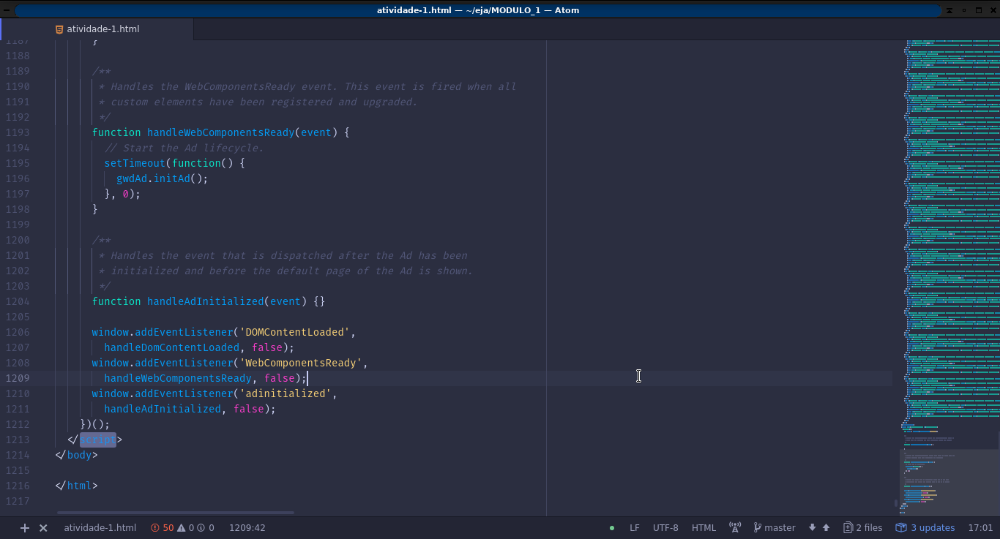 atividade-1.html — ~/eja/MODULO_1 — Atom
atividade-1.html
1187 }
1188
1189 /**
1190 * Handles the WebComponentsReady event. This event is fired when all
1191 * custom elements have been registered and upgraded.
1192 */
1193 function handleWebComponentsReady(event) {
1194 // Start the Ad lifecycle.
1195 setTimeout(function() {
1196 gwdAd.initAd();
1197 }, 0);
1198 }
1199
1200 /**
1201 * Handles the event that is dispatched after the Ad has been
1202 * initialized and before the default page of the Ad is shown.
1203 */
1204 function handleAdInitialized(event) {}
1205
1206 window.addEventListener('DOMContentLoaded',
1207 handleDomContentLoaded, false);
1208 window.addEventListener('WebComponentsReady',
1209 handleWebComponentsReady, false);
1210 window.addEventListener('adinitialized',
1211 handleAdInitialized, false);
1212 })();
1213 </script>
1214 </body>
1215
1216 </html>
1217
atividade-1.html 50 0 0 1209:42 LF UTF-8 HTML master 2 files 3 updates 17:01